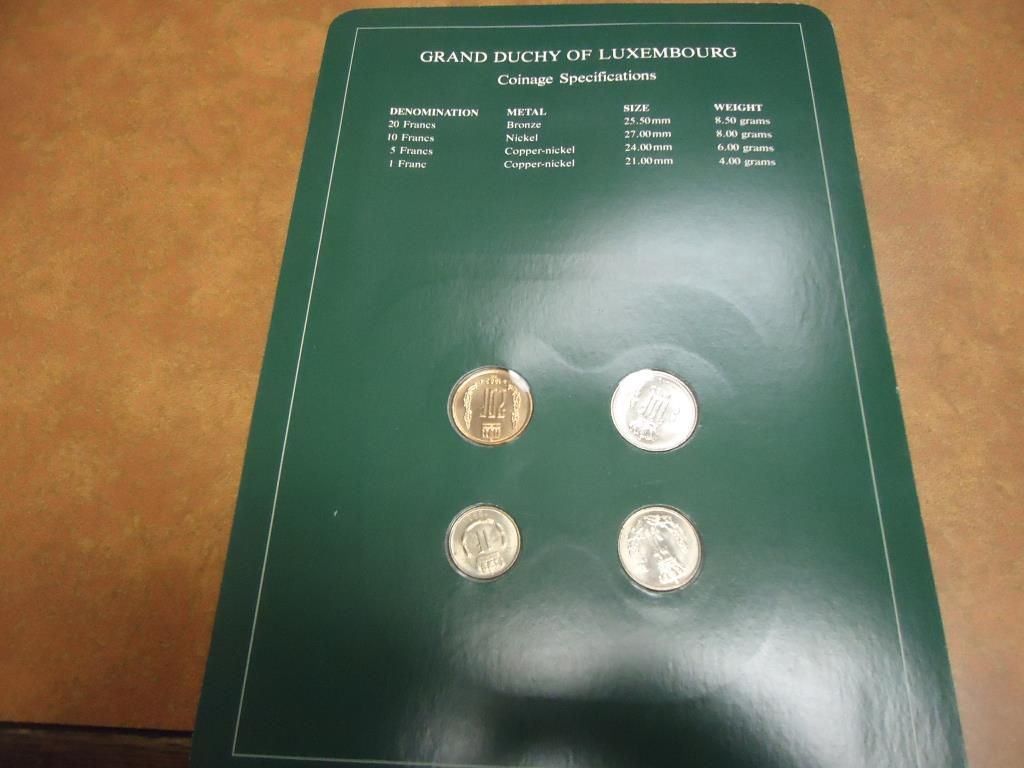 GRAND DUCHY OF LUXEMBOURG
Coinage Specifications
DENOMINATION METAL SIZE WEIGHT
20 Francs Bronze 25.50mm 8.50 grams
10 Francs Nickel 27.00mm 8.00 grams
5 Francs Copper-nickel 24.00mm 6.00 grams
1 Franc Copper-nickel 21.00mm 4.00 grams